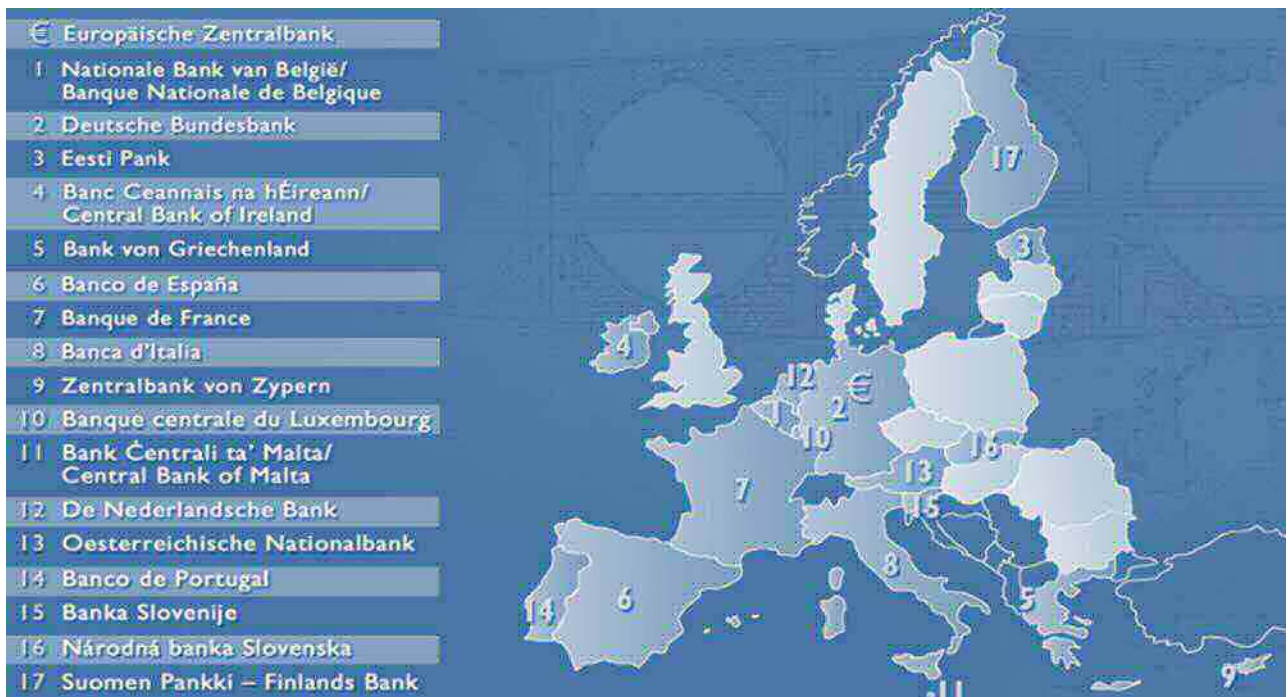 € Europäische Zentralbank
1 Nationale Bank van België/
Banque Nationale de Belgique
2 Deutsche Bundesbank
3 Eesti Pank
4 Banc Ceannais na hÉireann/
Central Bank of Ireland
5 Bank von Griechenland
6 Banco de España
7 Banque de France
8 Banca d'Italia
9 Zentralbank von Zypern
10 Banque centrale du Luxembourg
11 Bank Ċentrali ta' Malta/
Central Bank of Malta
12 De Nederlandsche Bank
13 Oesterreichische Nationalbank
14 Banco de Portugal
15 Banka Slovenije
16 Národná banka Slovenska
17 Suomen Pankki – Finlands Bank
17
3
4
12 €
1 2
10
16
13
7
15
8
6
14
5
9
11